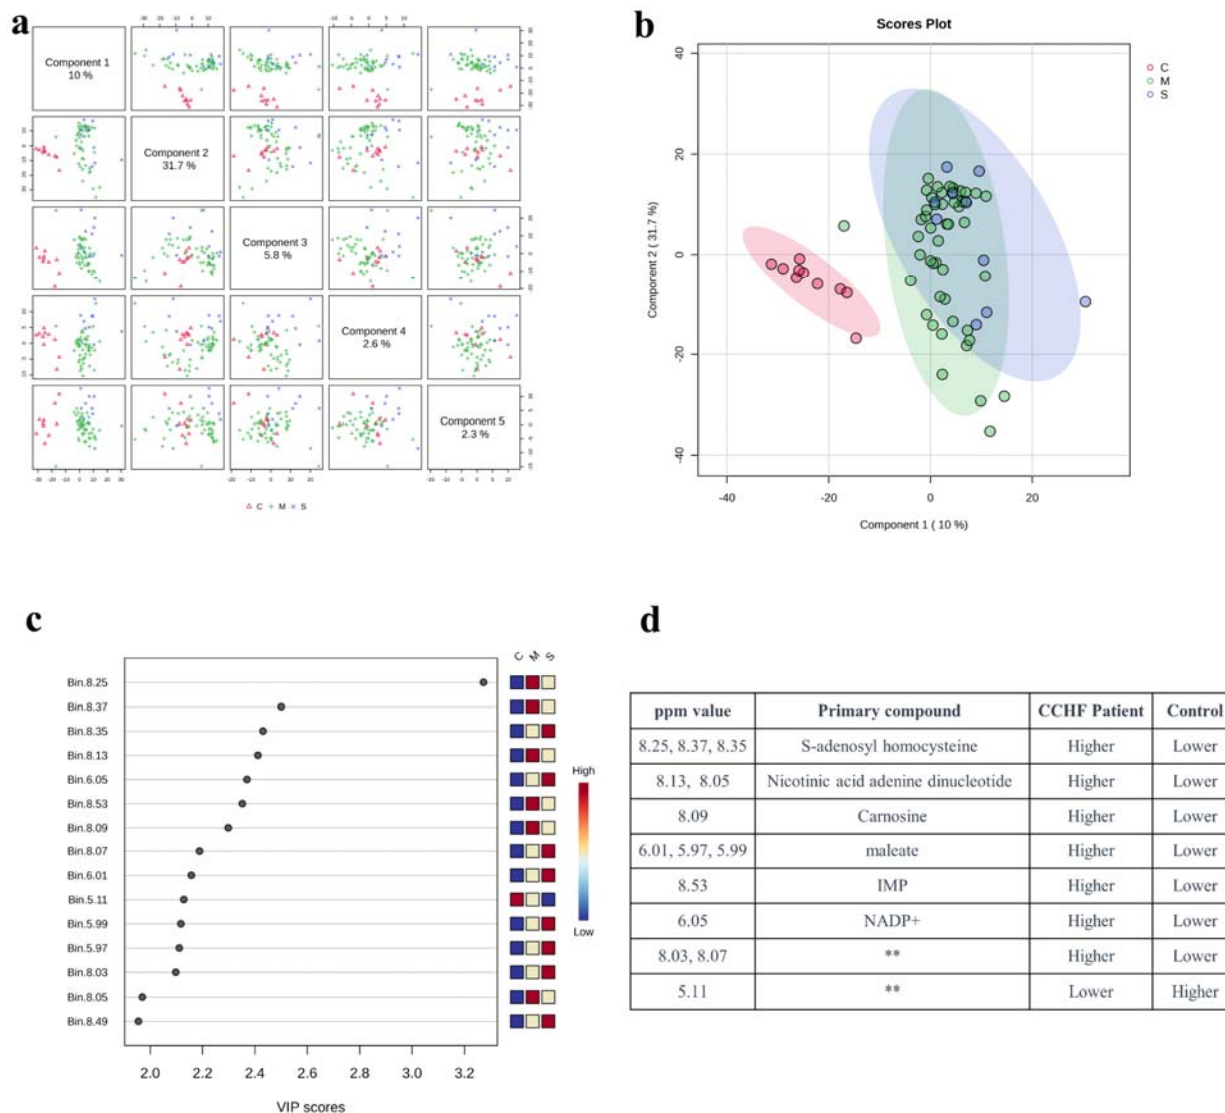 a
Component 1
10 %
Component 2
31.7 %
Component 3
5.8 %
Component 4
2.6 %
Component 5
2.3 %
C M S
b
Scores Plot
C
M
S
Component 2 ( 31.7 %)
40
20
0
-20
-40
-40 -20 0 20
Component 1 ( 10 %)
c
C M S
Bin.8.25
Bin.8.37
Bin.8.35
Bin.8.13
Bin.6.05
Bin.8.53
Bin.8.09
Bin.8.07
Bin.6.01
Bin.5.11
Bin.5.99
Bin.5.97
Bin.8.03
Bin.8.05
Bin.8.49
High
Low
2.0 2.2 2.4 2.6 2.8 3.0 3.2
VIP scores
d
ppm value Primary compound CCHF Patient Control
8.25, 8.37, 8.35 S-adenosyl homocysteine Higher Lower
8.13, 8.05 Nicotinic acid adenine dinucleotide Higher Lower
8.09 Carnosine Higher Lower
6.01, 5.97, 5.99 maleate Higher Lower
8.53 IMP Higher Lower
6.05 NADP+ Higher Lower
8.03, 8.07 ** Higher Lower
5.11 ** Lower Higher